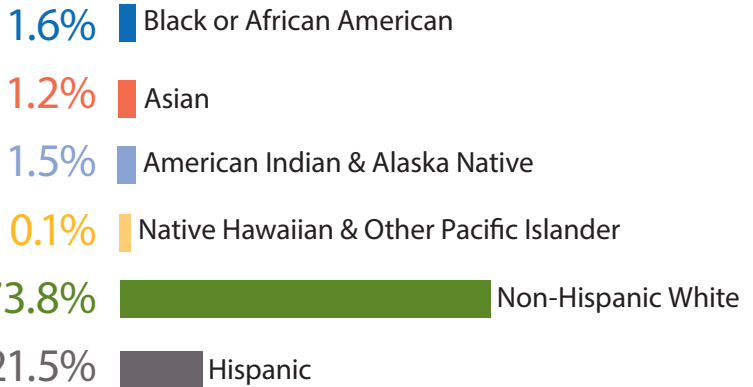 1.6% Black or African American
1.2% Asian
1.5% American Indian & Alaska Native
0.1% Native Hawaiian & Other Pacific Islander
73.8% Non-Hispanic White
21.5% Hispanic